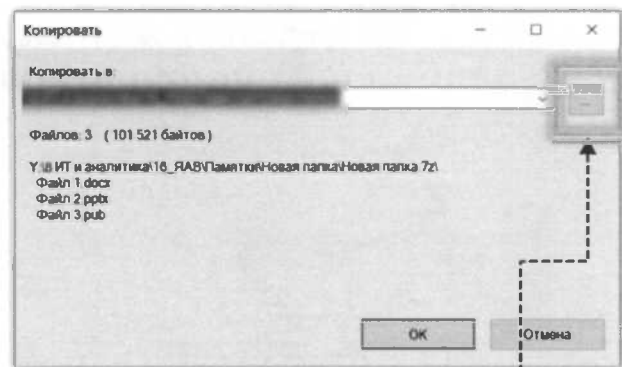 Копировать
Копировать в:
...
Файлов: 3 ( 101 521 байтов )
Y:\8 ИТ и аналитика\16_ЯАВ\Памятки\Новая папка\Новая папка 7z\
Файл 1.docx
Файл 2.pptx
Файл 3.pub
OK
Отмена